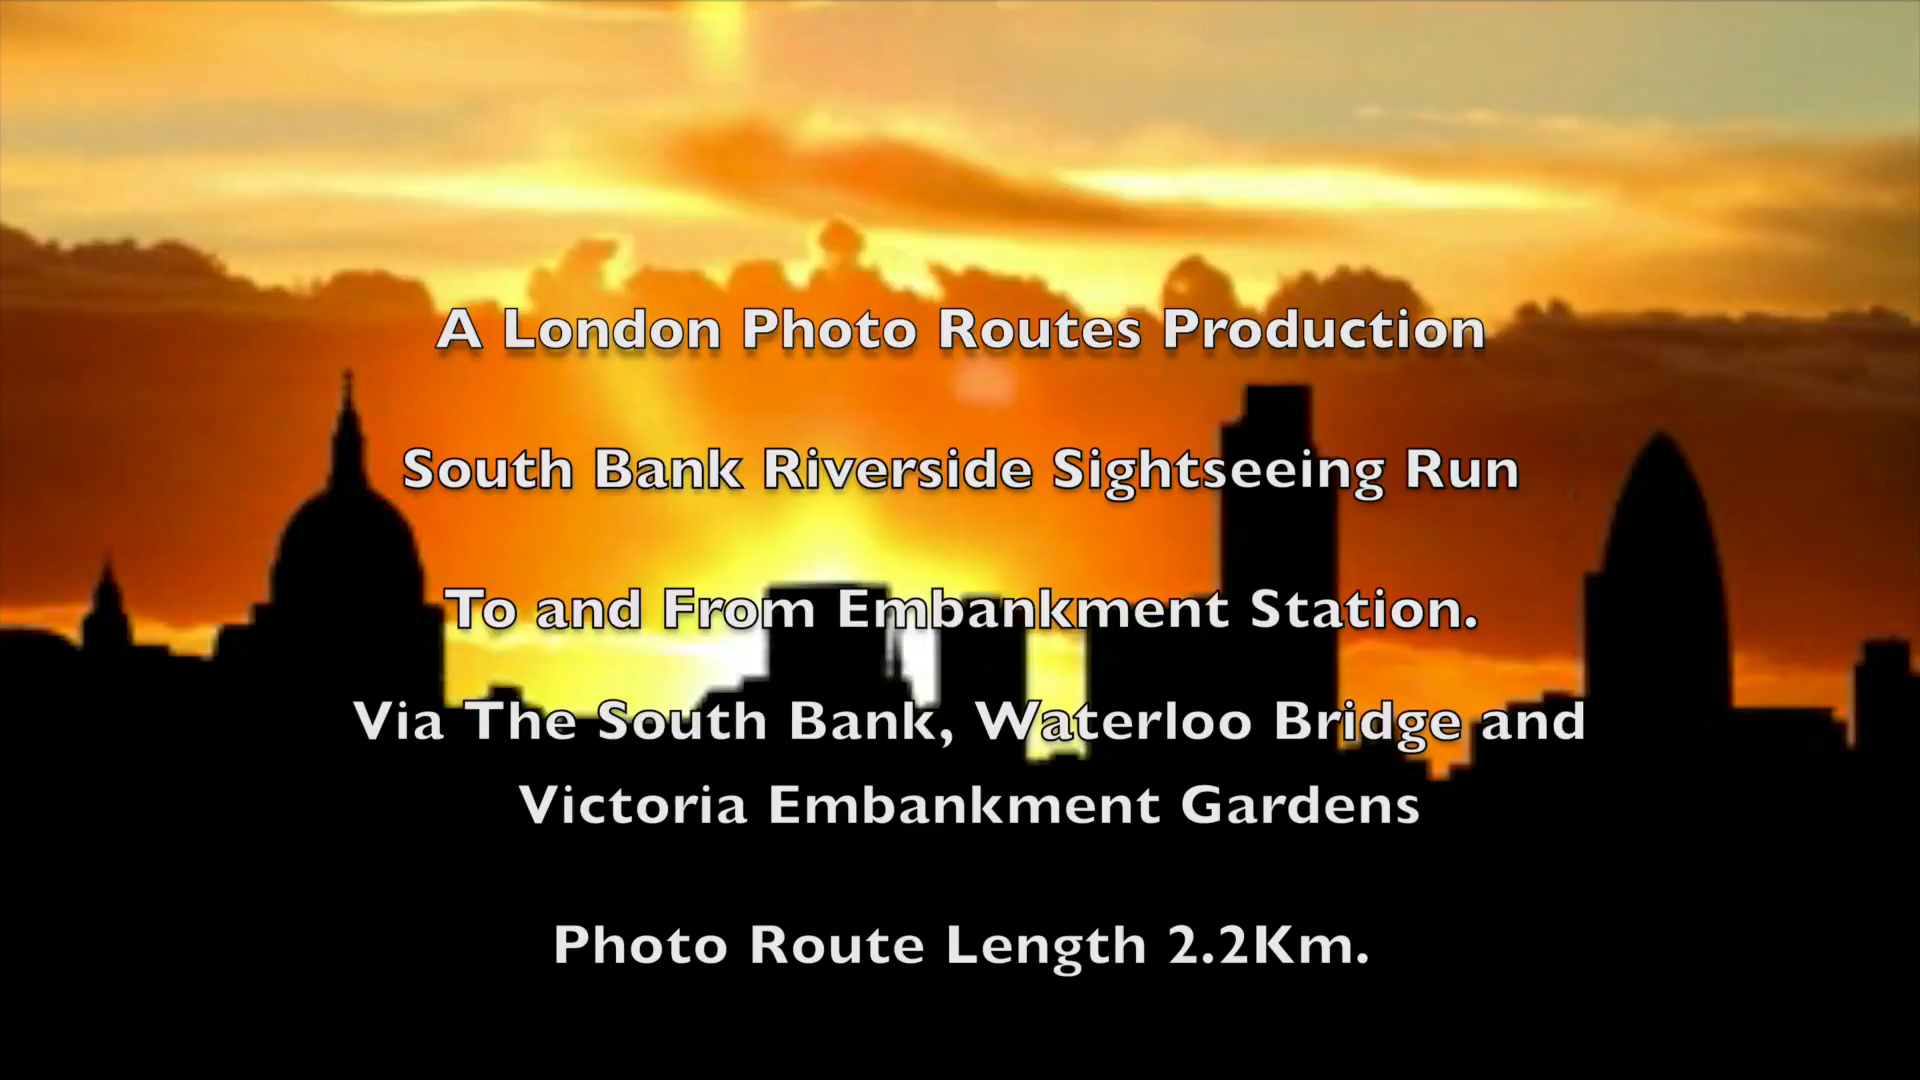 A London Photo Routes Production
South Bank Riverside Sightseeing Run
To and From Embankment Station.
Via The South Bank, Waterloo Bridge and
Victoria Embankment Gardens
Photo Route Length 2.2Km.